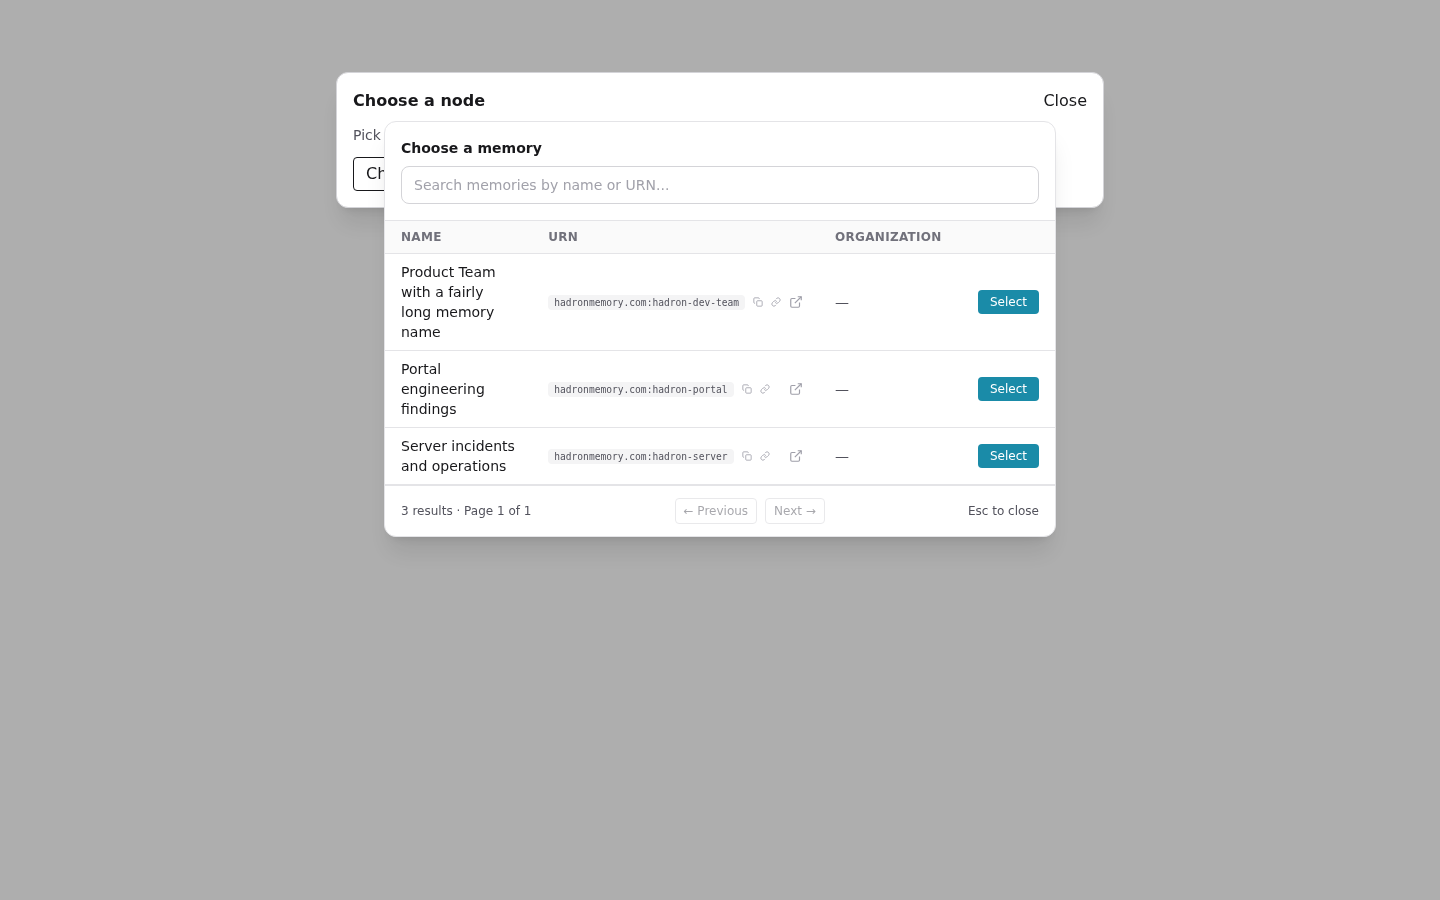 Choose a node
Close
Pick
Ch
Choose a memory
Search memories by name or URN...
NAME URN ORGANIZATION
Product Team with a fairly long memory name
hadronmemory.com:hadron-dev-team
—
Select
Portal engineering findings
hadronmemory.com:hadron-portal
—
Select
Server incidents and operations
hadronmemory.com:hadron-server
—
Select
3 results · Page 1 of 1
← Previous
Next →
Esc to close